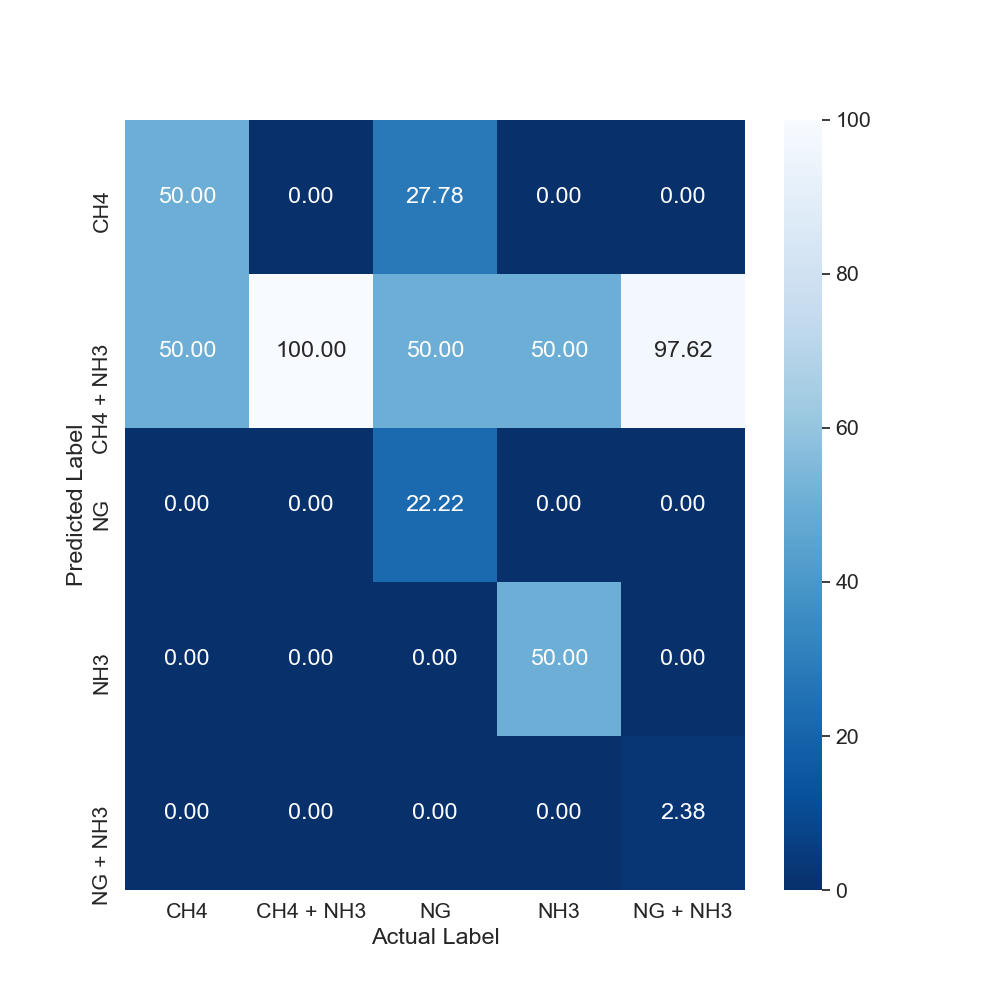 CH4 50.00 0.00 27.78 0.00 0.00
CH4 + NH3 50.00 100.00 50.00 50.00 97.62
NG 0.00 0.00 22.22 0.00 0.00
NH3 0.00 0.00 0.00 50.00 0.00
NG + NH3 0.00 0.00 0.00 0.00 2.38
Predicted Label
CH4 CH4 + NH3 NG NH3 NG + NH3
Actual Label
100
80
60
40
20
0